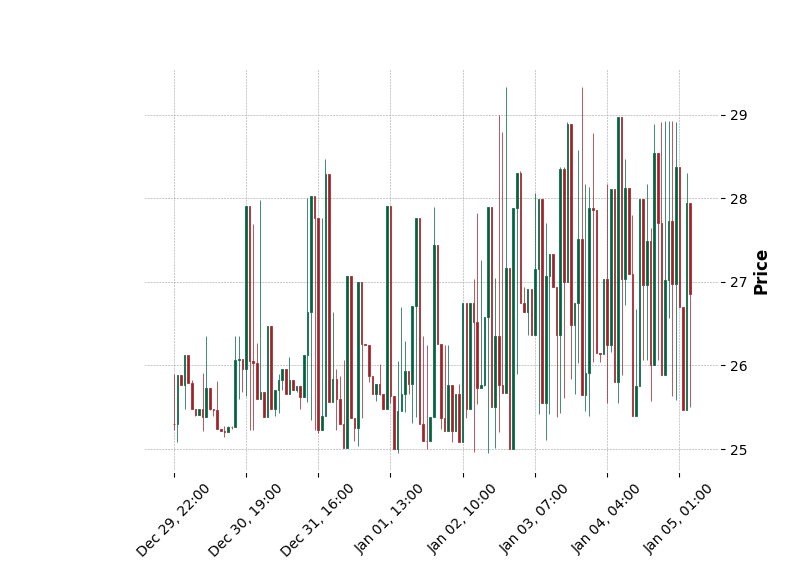 29
28
Price
27
26
25
Dec 29, 22:00
Dec 30, 19:00
Dec 31, 16:00
Jan 01, 13:00
Jan 02, 10:00
Jan 03, 07:00
Jan 04, 04:00
Jan 05, 01:00